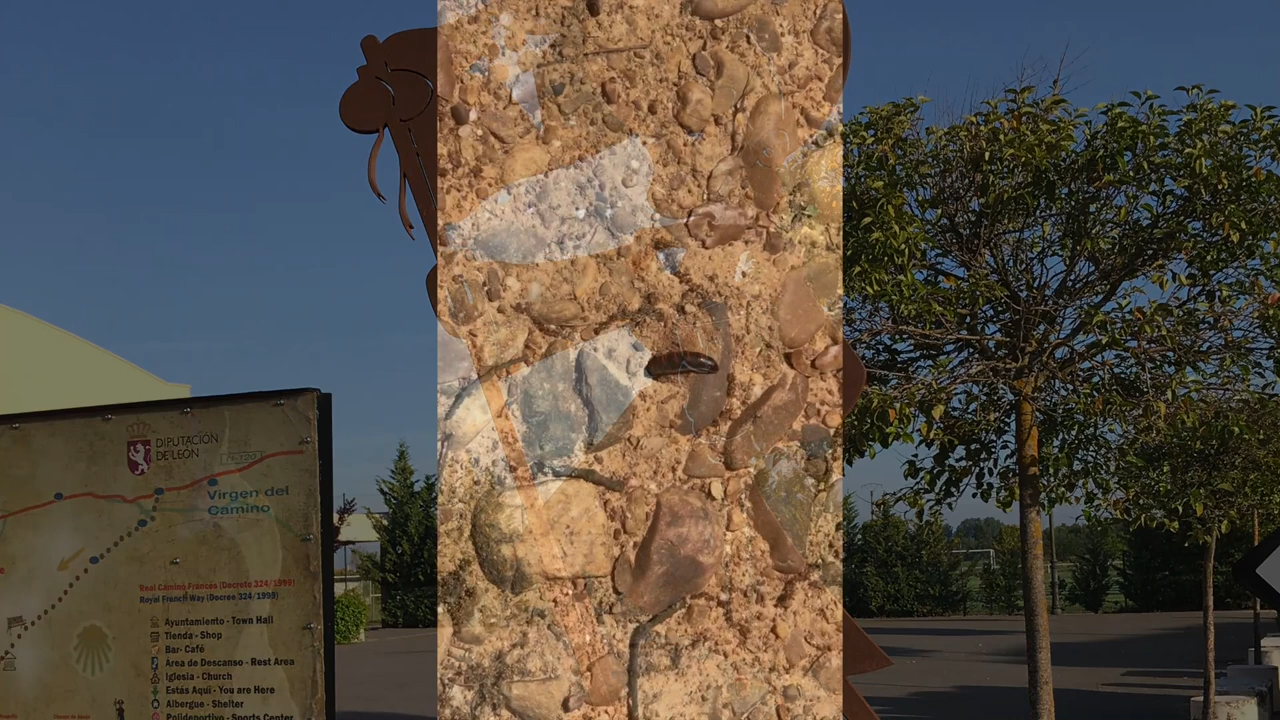 DIPUTACIÓN
DE LEÓN
N-120
Virgen del
Camino
Real Camino Francés (Decreto 324/1999)
Royal French Way (Decree 324/1999)
Ayuntamiento - Town Hall
Tienda - Shop
Bar- Café
Area de Descanso - Rest Area
Iglesia - Church
Estás Aquí - You are Here
Albergue - Shelter
Polideportivo - Sports Center